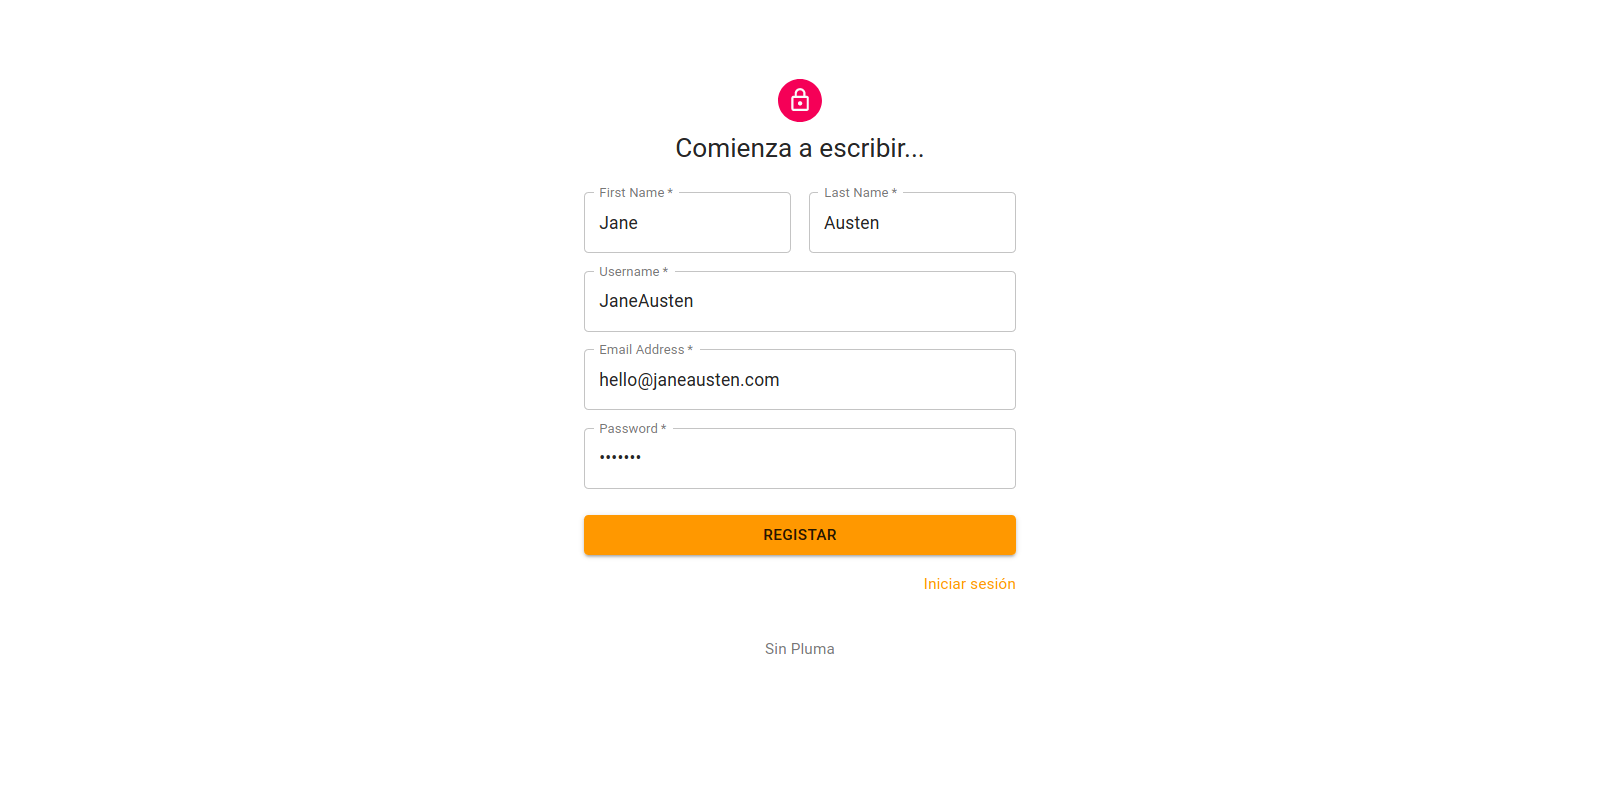 Comienza a escribir...
First Name *
Last Name *
Jane
Austen
Username *
JaneAusten
Email Address *
hello@janeausten.com
Password *
•••••••
REGISTAR
Iniciar sesión
Sin Pluma